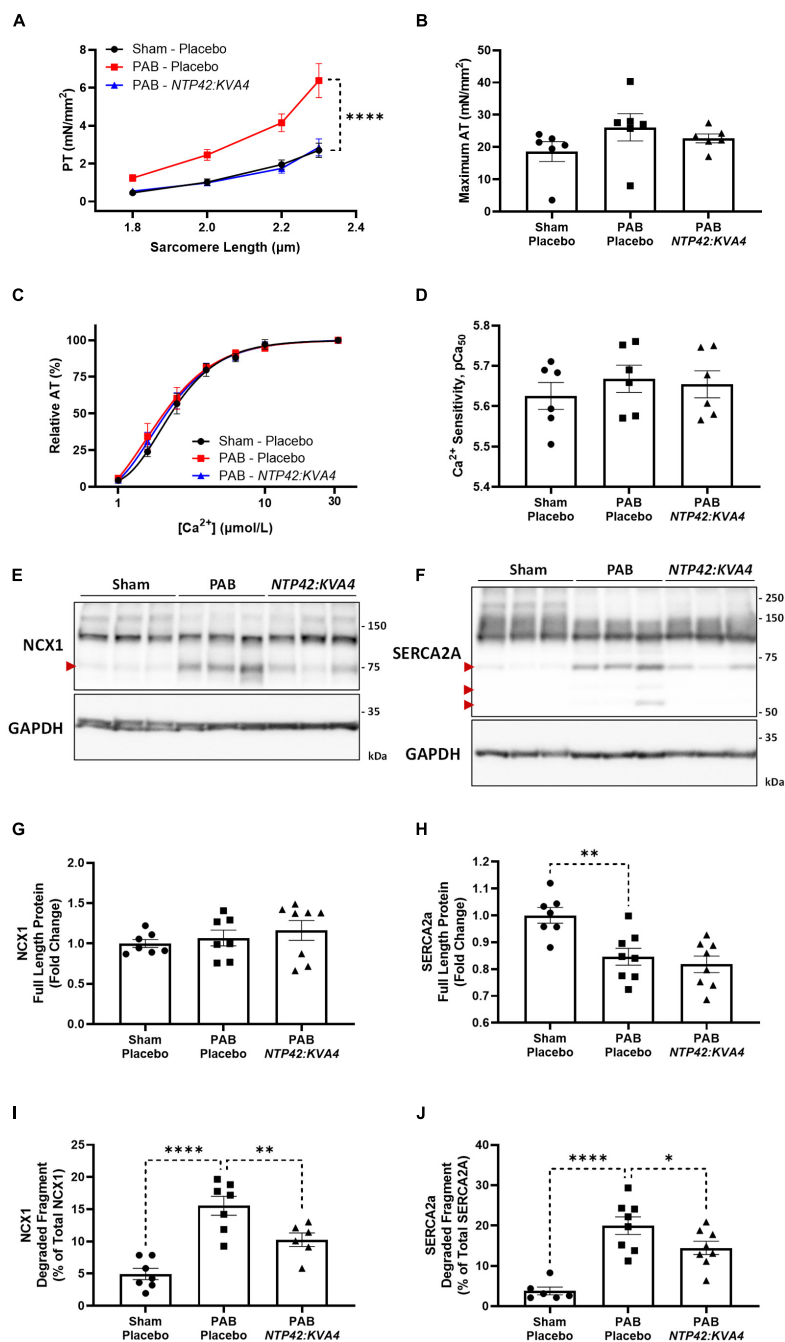 A
Sham - Placebo
PAB - Placebo
PAB - NTP42:KVA4
PT (mN/mm²)
8
6
4
2
0
****
1.8
2.0
2.2
2.4
Sarcomere Length (μm)
B
Maximum AT (mN/mm²)
50
40
30
20
10
0
Sham
Placebo
PAB
Placebo
PAB
NTP42:KVA4
C
Relative AT (%)
100
75
50
25
0
Sham - Placebo
PAB - Placebo
PAB - NTP42:KVA4
1
10
30
[Ca²⁺] (μmol/L)
D
Ca²⁺ Sensitivity, pCa₅₀
5.8
5.7
5.6
5.5
5.4
Sham
Placebo
PAB
Placebo
PAB
NTP42:KVA4
E
Sham
PAB
NTP42:KVA4
NCX1
- 150
- 75
GAPDH
- 35
kDa
F
Sham
PAB
NTP42:KVA4
SERCA2A
- 250
- 150
- 75
- 50
GAPDH
- 35
kDa
G
NCX1
Full Length Protein
(Fold Change)
2.0
1.5
1.0
0.5
0.0
Sham
Placebo
PAB
Placebo
PAB
NTP42:KVA4
H
SERCA2a
Full Length Protein
(Fold Change)
1.2
1.1
1.0
0.9
0.8
0.7
0.6
**
Sham
Placebo
PAB
Placebo
PAB
NTP42:KVA4
I
NCX1
Degraded Fragment
(% of Total NCX1)
25
20
15
10
5
0
****
**
Sham
Placebo
PAB
Placebo
PAB
NTP42:KVA4
J
SERCA2a
Degraded Fragment
(% of Total SERCA2A)
40
30
20
10
0
****
*
Sham
Placebo
PAB
Placebo
PAB
NTP42:KVA4